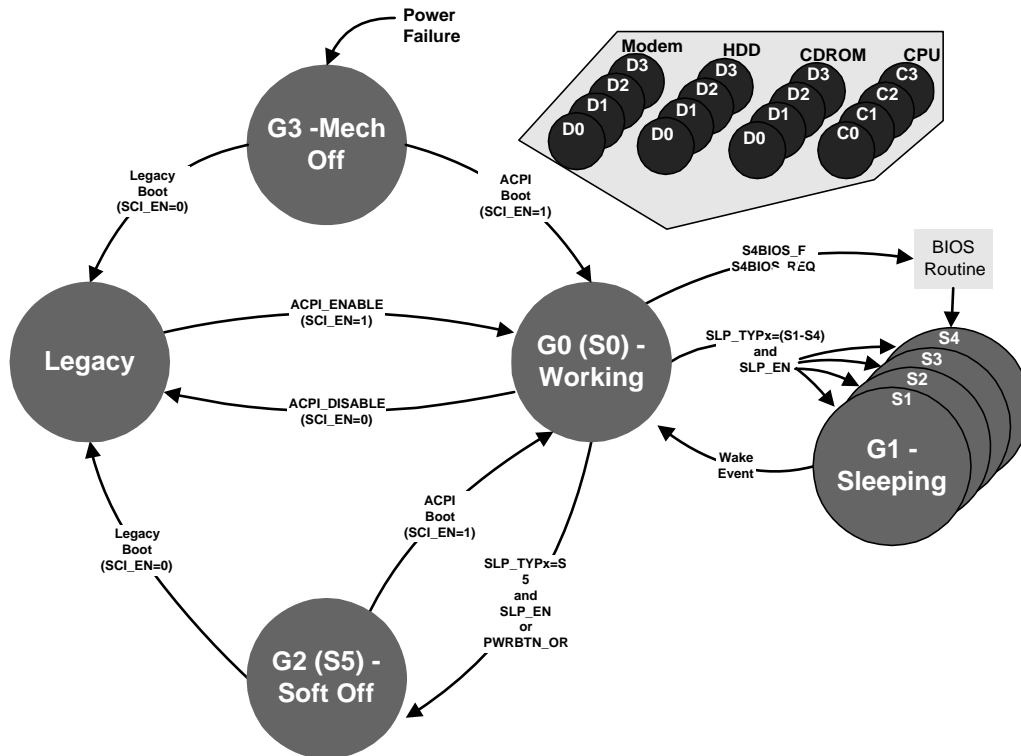 Power
Failure
G3 -Mech
Off
Modem
HDD
CDROM
CPU
D3
D2
D1
D0
D3
D2
D1
D0
D3
D2
D1
D0
C3
C2
C1
C0
Legacy
Boot
(SCI_EN=0)
ACPI
Boot
(SCI_EN=1)
S4BIOS_F
S4BIOS_REQ
BIOS
Routine
Legacy
ACPI_ENABLE
(SCI_EN=1)
ACPI_DISABLE
(SCI_EN=0)
G0 (S0) -
Working
SLP_TYPx=(S1-S4)
and
SLP_EN
S4
S3
S2
S1
G1 -
Sleeping
Wake
Event
Legacy
Boot
(SCI_EN=0)
ACPI
Boot
(SCI_EN=1)
SLP_TYPx=S
5
and
SLP_EN
or
PWRBTN_OR
G2 (S5) -
Soft Off